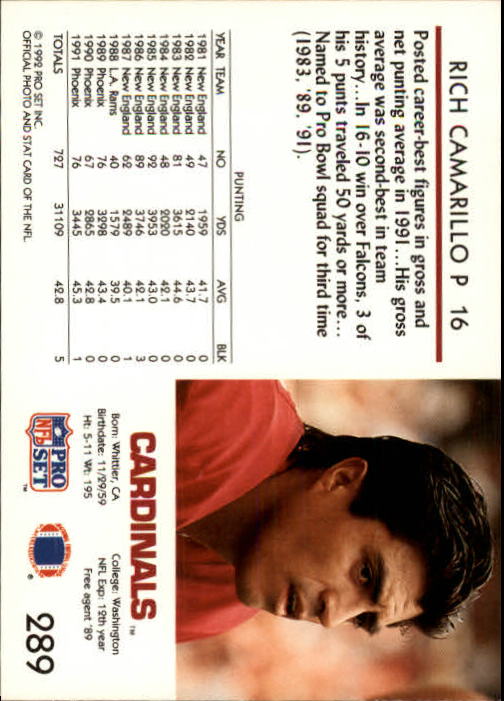 RICH CAMARILLO P 16
Posted career-best figures in gross and
net punting average in 1991...His gross
average was second-best in team
history...In 16-10 win over Falcons, 3 of
his 5 punts traveled 50 yards or more...
Named to Pro Bowl squad for third time
(1983, '89, '91).
PUNTING
YEAR TEAM NO YDS AVG BLK
1981 New England 47 1959 41.7 0
1982 New England 49 2140 43.7 0
1983 New England 81 3615 44.6 0
1984 New England 48 2020 42.1 0
1985 New England 92 3953 43.0 0
1986 New England 89 3746 42.1 3
1987 New England 62 2489 40.1 1
1988 L.A. Rams 40 1579 39.5 0
1989 Phoenix 76 3298 43.4 0
1990 Phoenix 67 2865 42.8 0
1991 Phoenix 76 3445 45.3 1
TOTALS 727 31109 42.8 5
© 1992 PRO SET INC.
OFFICIAL PHOTO AND STAT CARD OF THE NFL
CARDINALS™
Born: Whittier, CA College: Washington
Birthdate: 11/29/59 NFL Exp: 12th year
Ht: 5-11 Wt: 195 Free agent '89
PRO
NFL
SET
™
®
289